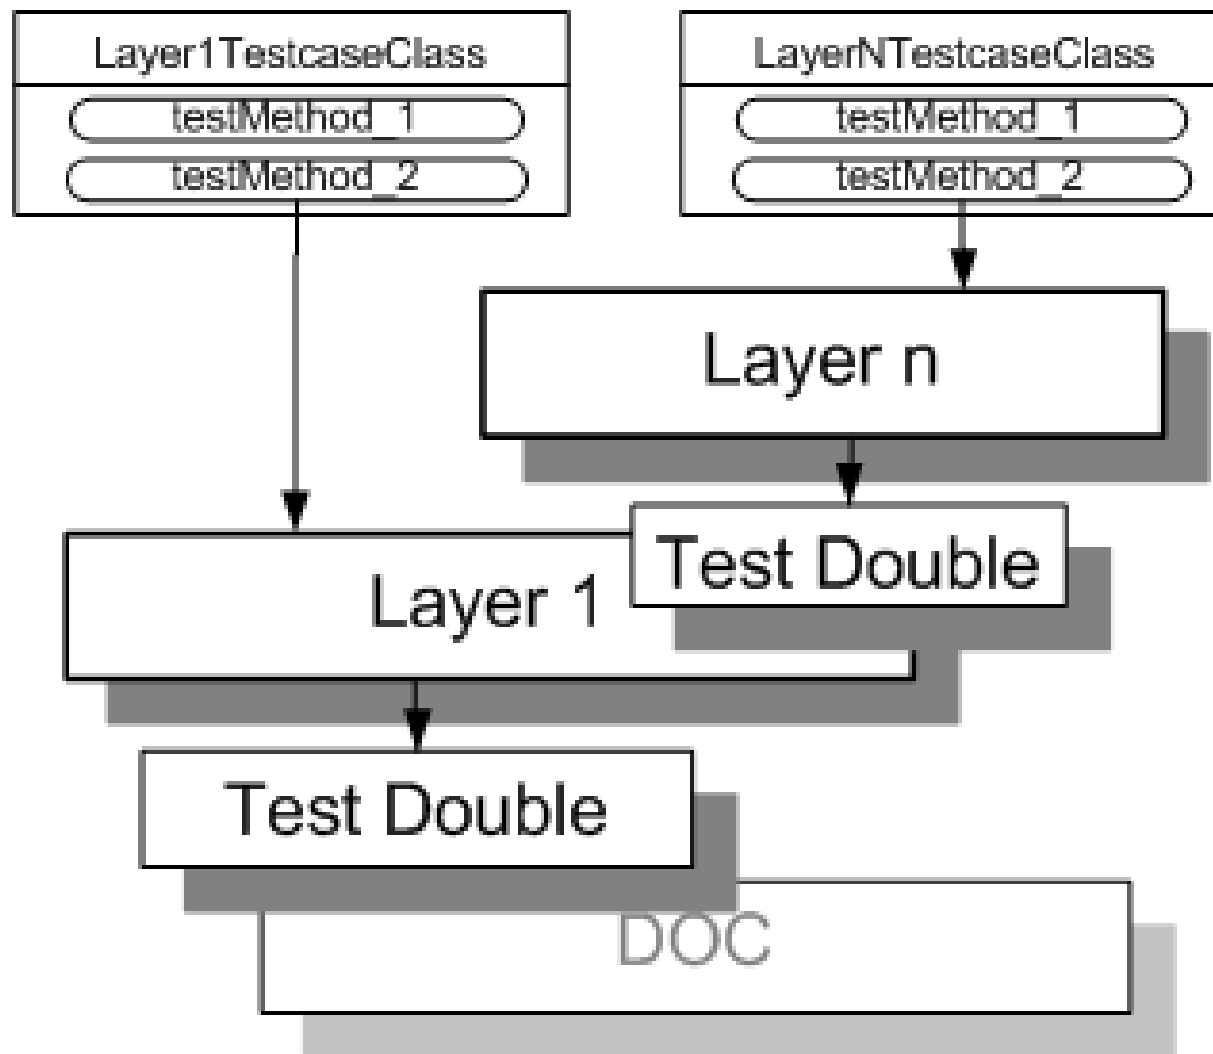 Layer1TestcaseClass
testMethod_1
testMethod_2
LayerNTestcaseClass
testMethod_1
testMethod_2
Layer n
Test Double
Layer 1
Test Double
DOC